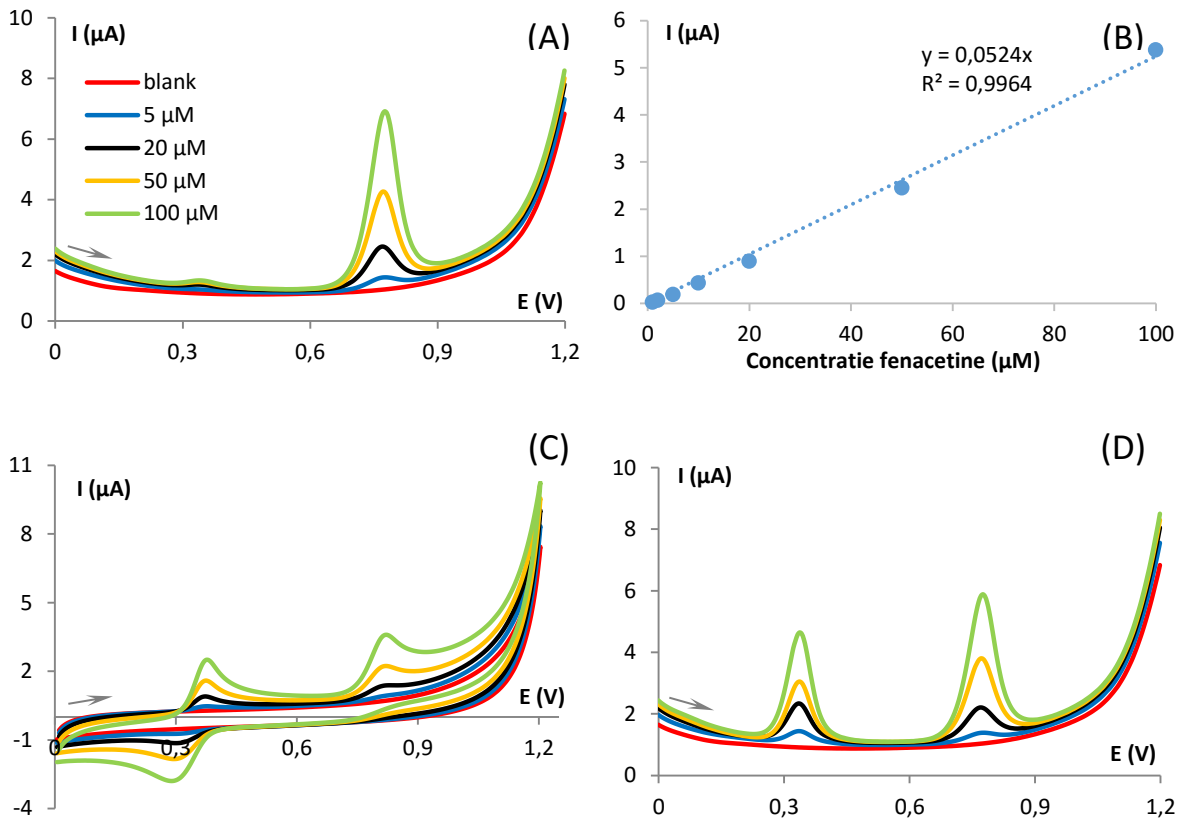 (A)
I (µA)
10
8
6
4
2
0
blank
5 µM
20 µM
50 µM
100 µM
E (V)
0
0,3
0,6
0,9
1,2
(B)
I (µA)
6
5
4
3
2
1
0
y = 0,0524x
R² = 0,9964
0
20
40
60
80
100
Concentratie fenacetine (µM)
(C)
I (µA)
11
8
5
2
-1
-4
E (V)
0
0,3
0,6
0,9
1,2
(D)
I (µA)
10
8
6
4
2
0
E (V)
0
0,3
0,6
0,9
1,2